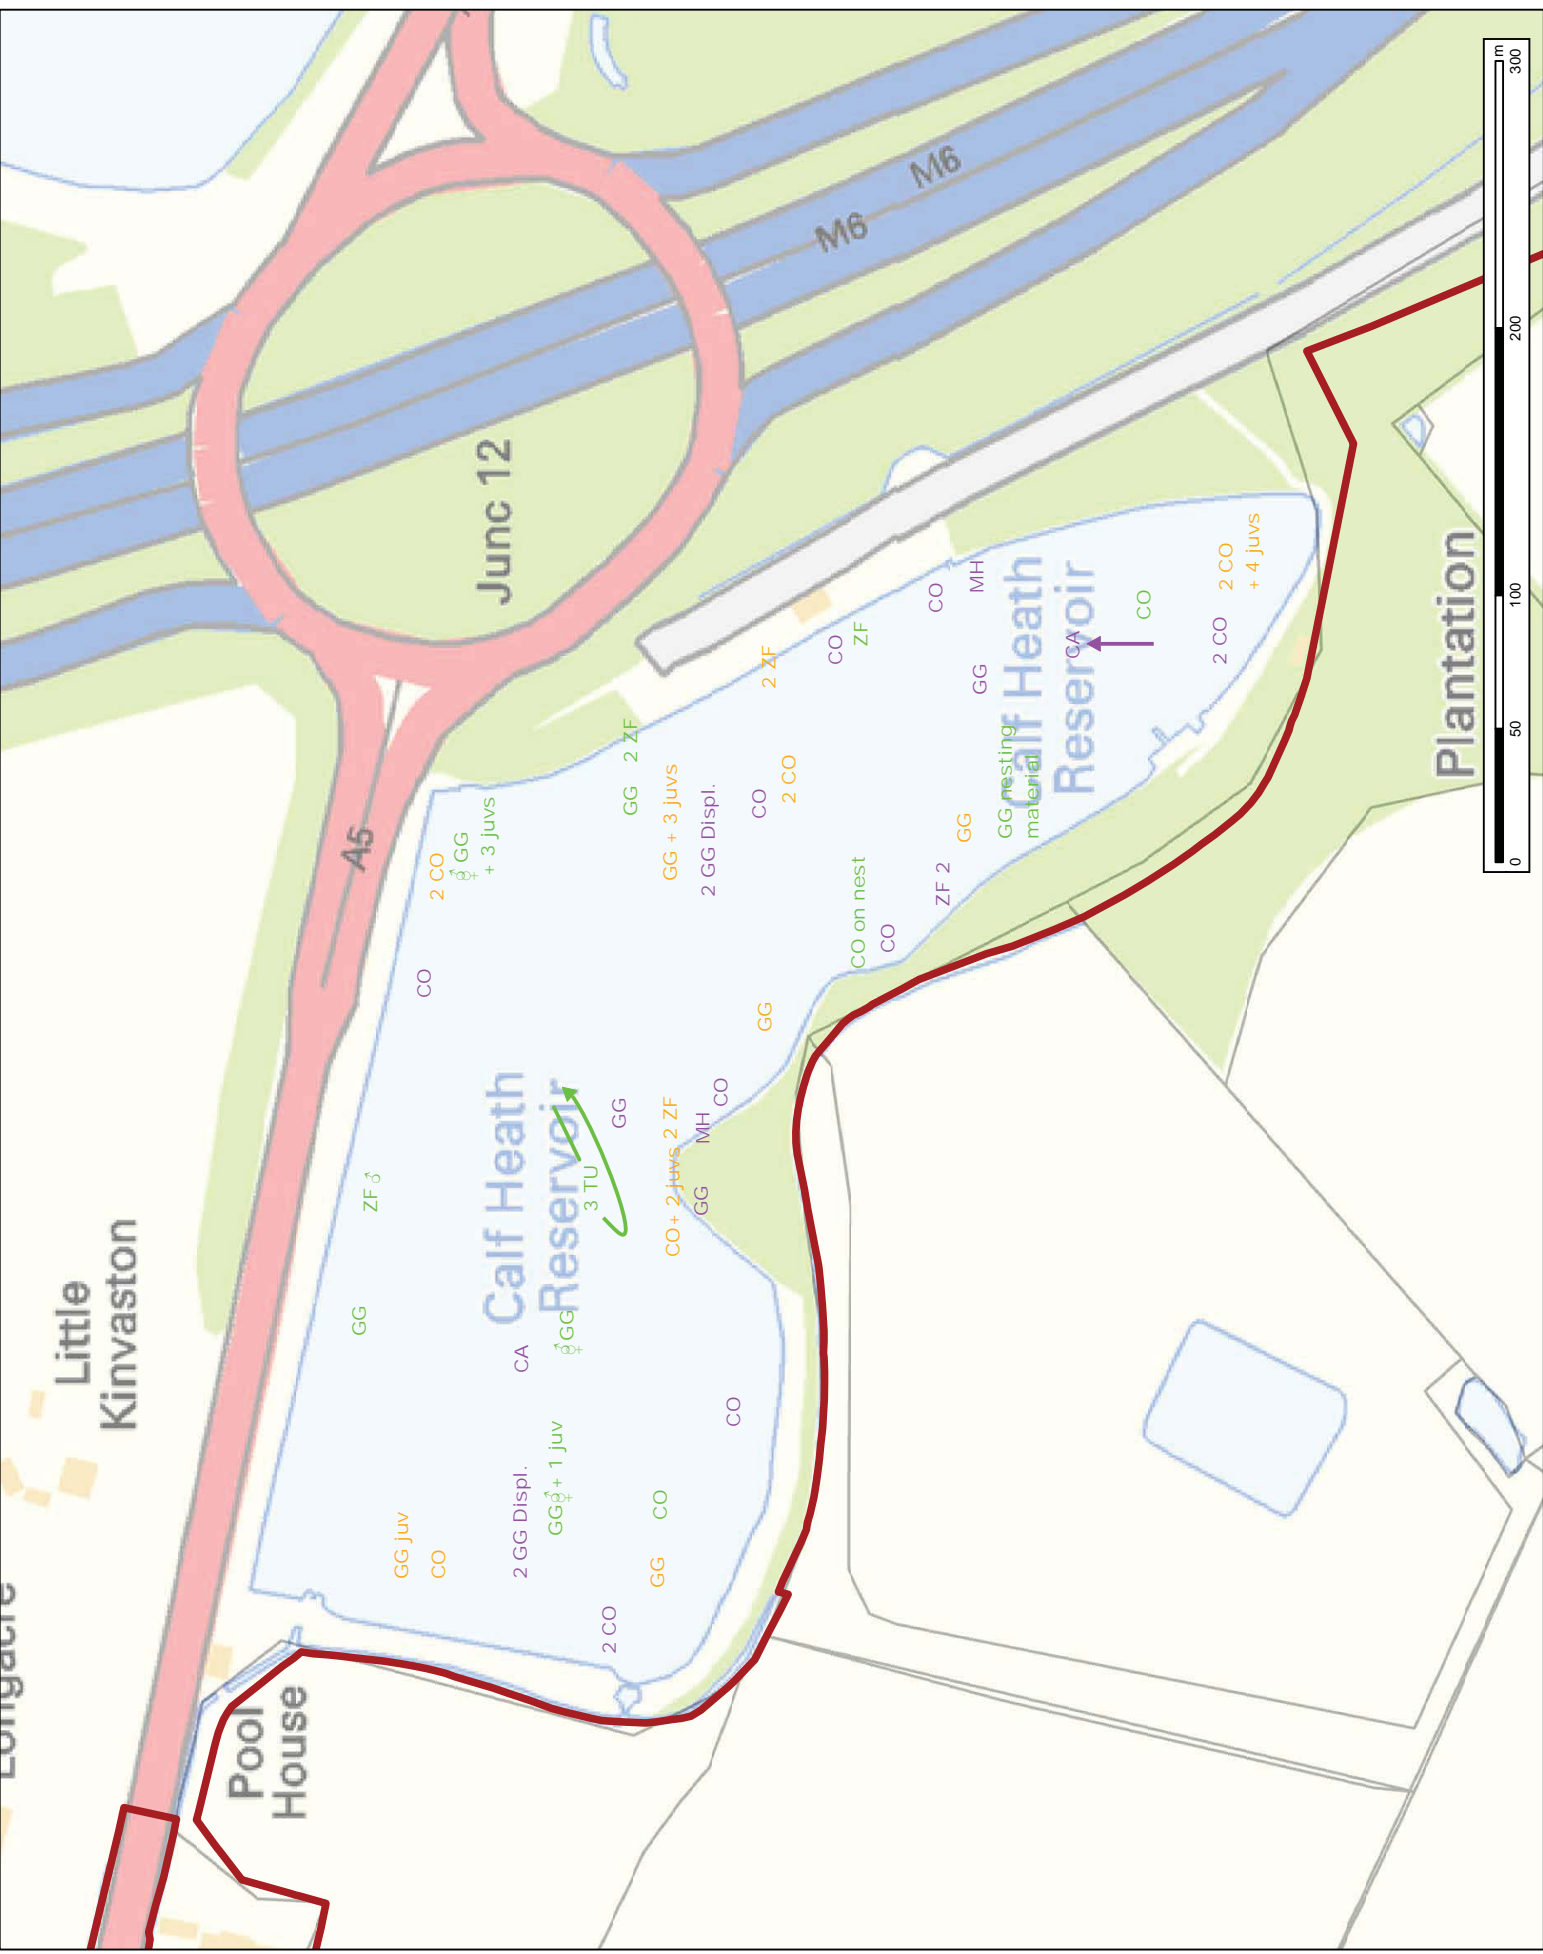 Longacre
Little
Kinvaston
Pool
House
A5
Junc 12
M6
M6
Calf Heath
Reservoir
Calf Heath
Reservoir
Plantation
GG juv
CO
2 GG Displ.
GG♂♀ + 1 juv
2 CO
GG
CO
CO
CA
♂♀GG
GG
ZF ♂
3 TU
GG
CO+ 2 juvs 2 ZF
GG
MH
CO
CO
2 CO
♂♀ GG
+ 3 juvs
GG 2 ZF
GG + 3 juvs
2 GG Displ.
CO
2 CO
GG
2 ZF
CO
ZF
CO on nest
CO
ZF 2
GG
GG nesting
material
GG
CO
MH
CA
CO
2 CO
2 CO
+ 4 juvs
0 50 100 200 300
m